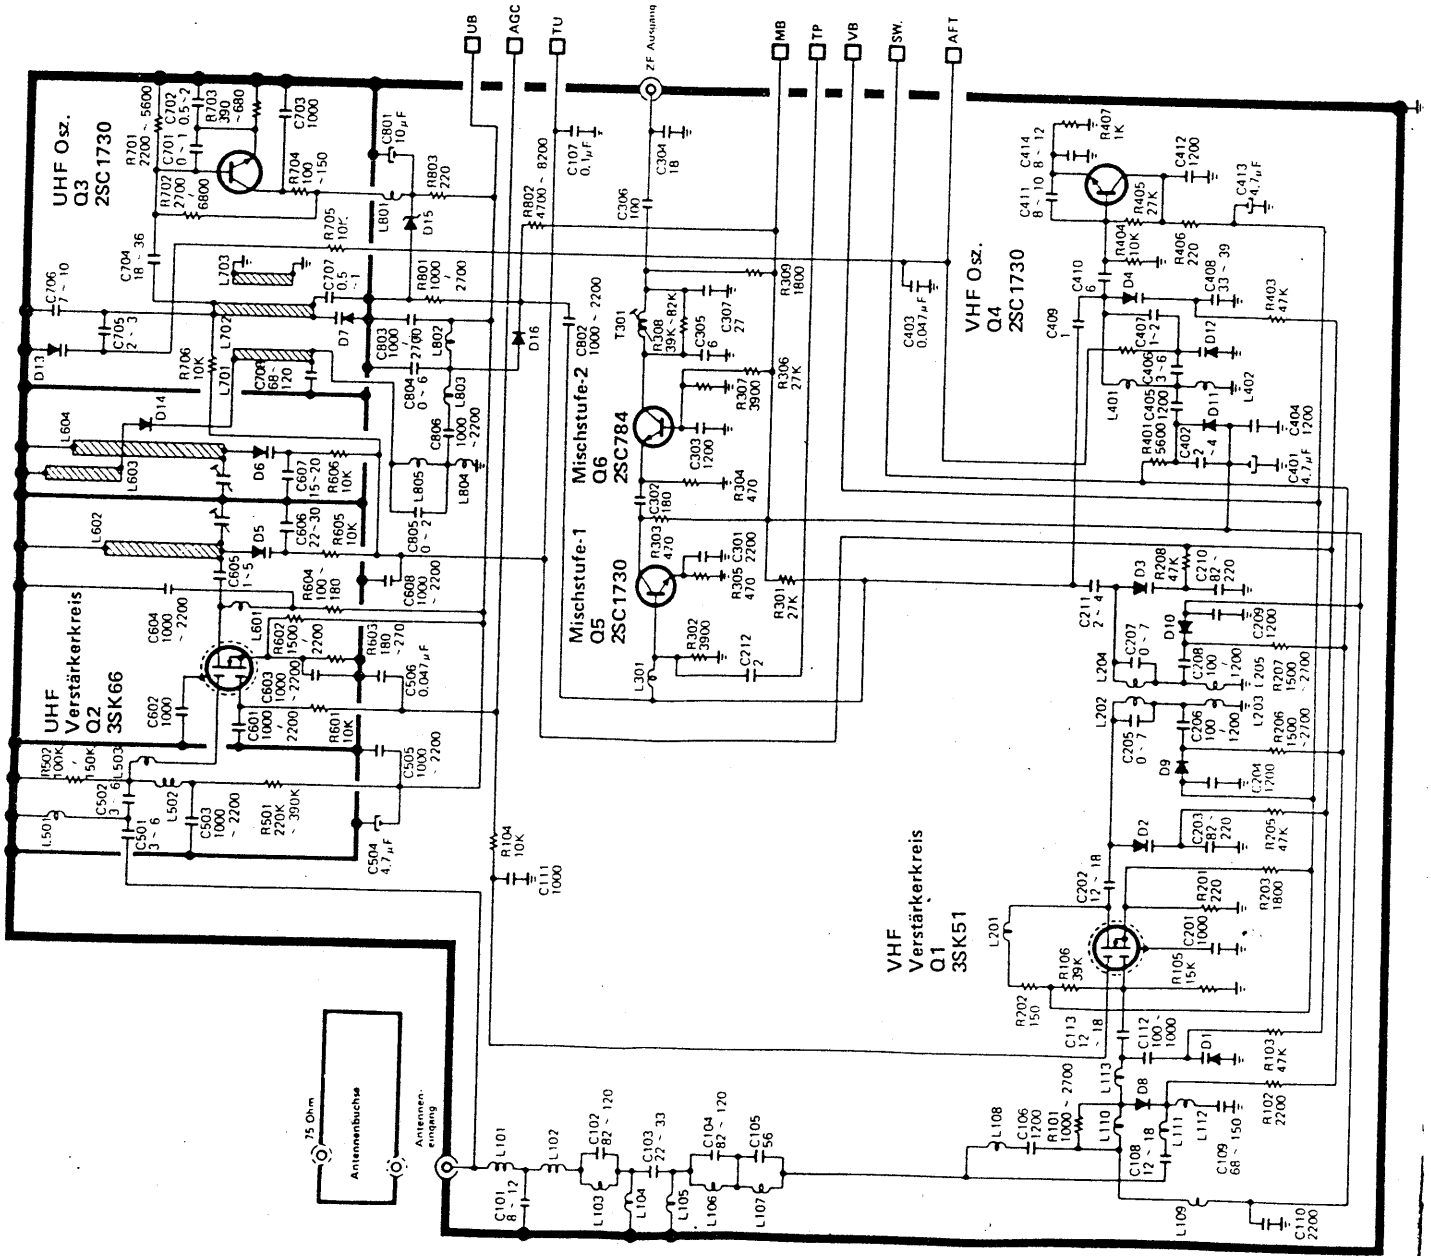 UB
AGC
TU
ZF Ausgang
MB
TP
VB
SW.
AFT
UHF Osz.
Q3
2SC1730
R701
2200 ~ 5600
C701
0 ~ 1
C702
0.5 ~ 2
R703
390
~680
C703
1000
R702
2700
/
6800
R704
100
~150
C801
10µF
L801
R803
220
D15
R705
10K
C704
18 ~ 36
L703
C707
0.5
~1
R801
1000
/
2700
C706
7 ~ 10
C705
2 ~ 3
D13
L702
D7
R706
10K
L701
C708
68 ~
120
C803
1000
/
2700
L802
C804
0 ~ 6
L803
C806
1000
~2200
D16
R802
4700 ~ 8200
C107
0.1µF
C802
1000 ~ 2200
L604
D14
L603
D6
C607
15~20
R606
10K
L805
L804
C805
0 ~ 2
L602
D5
C606
22~30
R605
10K
C605
1~5
R604
100
180
C608
1000
~2200
C604
1000
~ 2200
L601
R602
1500
/
2200
R603
180
~270
C506
0.047µF
UHF
Verstärkerkreis
Q2
3SK66
C603
1000
~2200
C602
1000
C601
1000
/
2200
R601
10K
C505
1000
~2200
R502
100K
/
150K
L503
C502
3 ~ 6
L502
L501
C501
3 ~ 6
C503
1000
~ 2200
R501
220K
~ 390K
C504
4.7µF
R104
10K
C111
1000
C304
18
C306
100
R309
1800
T301
R308
39K~82K
C305
6
C307
27
R306
27K
R307
3900
Mischstufe-2
Q6
2SC784
C303
1200
R304
470
C302
180
R303
470
C301
2200
R305
470
Mischstufe-1
Q5
2SC1730
R301
27K
R302
3900
C212
2
L301
C403
0.047µF
VHF Osz.
Q4
2SC1730
C414
8 ~ 12
R407
1K
C411
8 ~ 10
C412
1200
R405
27K
C413
4.7µF
R404
10K
R406
220
C410
6
D4
C408
33 ~ 39
R403
47K
C409
1
C407
1~2
D12
C406
3~6
L401
C405
1200
L402
D11
R401
5600
C402
2
~4
C404
1200
C401
4.7µF
C211
2 ~ 4
D3
R208
47K
C210
82~
220
D10
C209
1200
C207
0 ~ 7
L204
C208
100
/
1200
L205
R207
1500
~2700
L202
C205
0 ~ 7
C206
100
/
1200
L203
R206
1500
~2700
D9
C204
1200
D2
C203
82~
220
R205
47K
C202
12 ~ 18
R201
220
R203
1800
C201
1000
L201
VHF
Verstärkerkreis
Q1
3SK51
R106
39K
R105
15K
R202
150
C113
12
~ 18
C112
100~
1000
D1
R103
47K
L113
D8
R102
2200
R101
1000 ~ 2700
L110
C106
1200
L108
C108
12 ~ 18
L111
L112
C109
68 ~ 150
L109
C110
2200
75 Ohm
Antennenbuchse
Antennen-
eingang
L101
C101
8 ~ 12
L102
C102
82 ~ 120
L103
C103
22 ~ 33
L104
L105
C104
82 ~ 120
L106
C105
56
L107